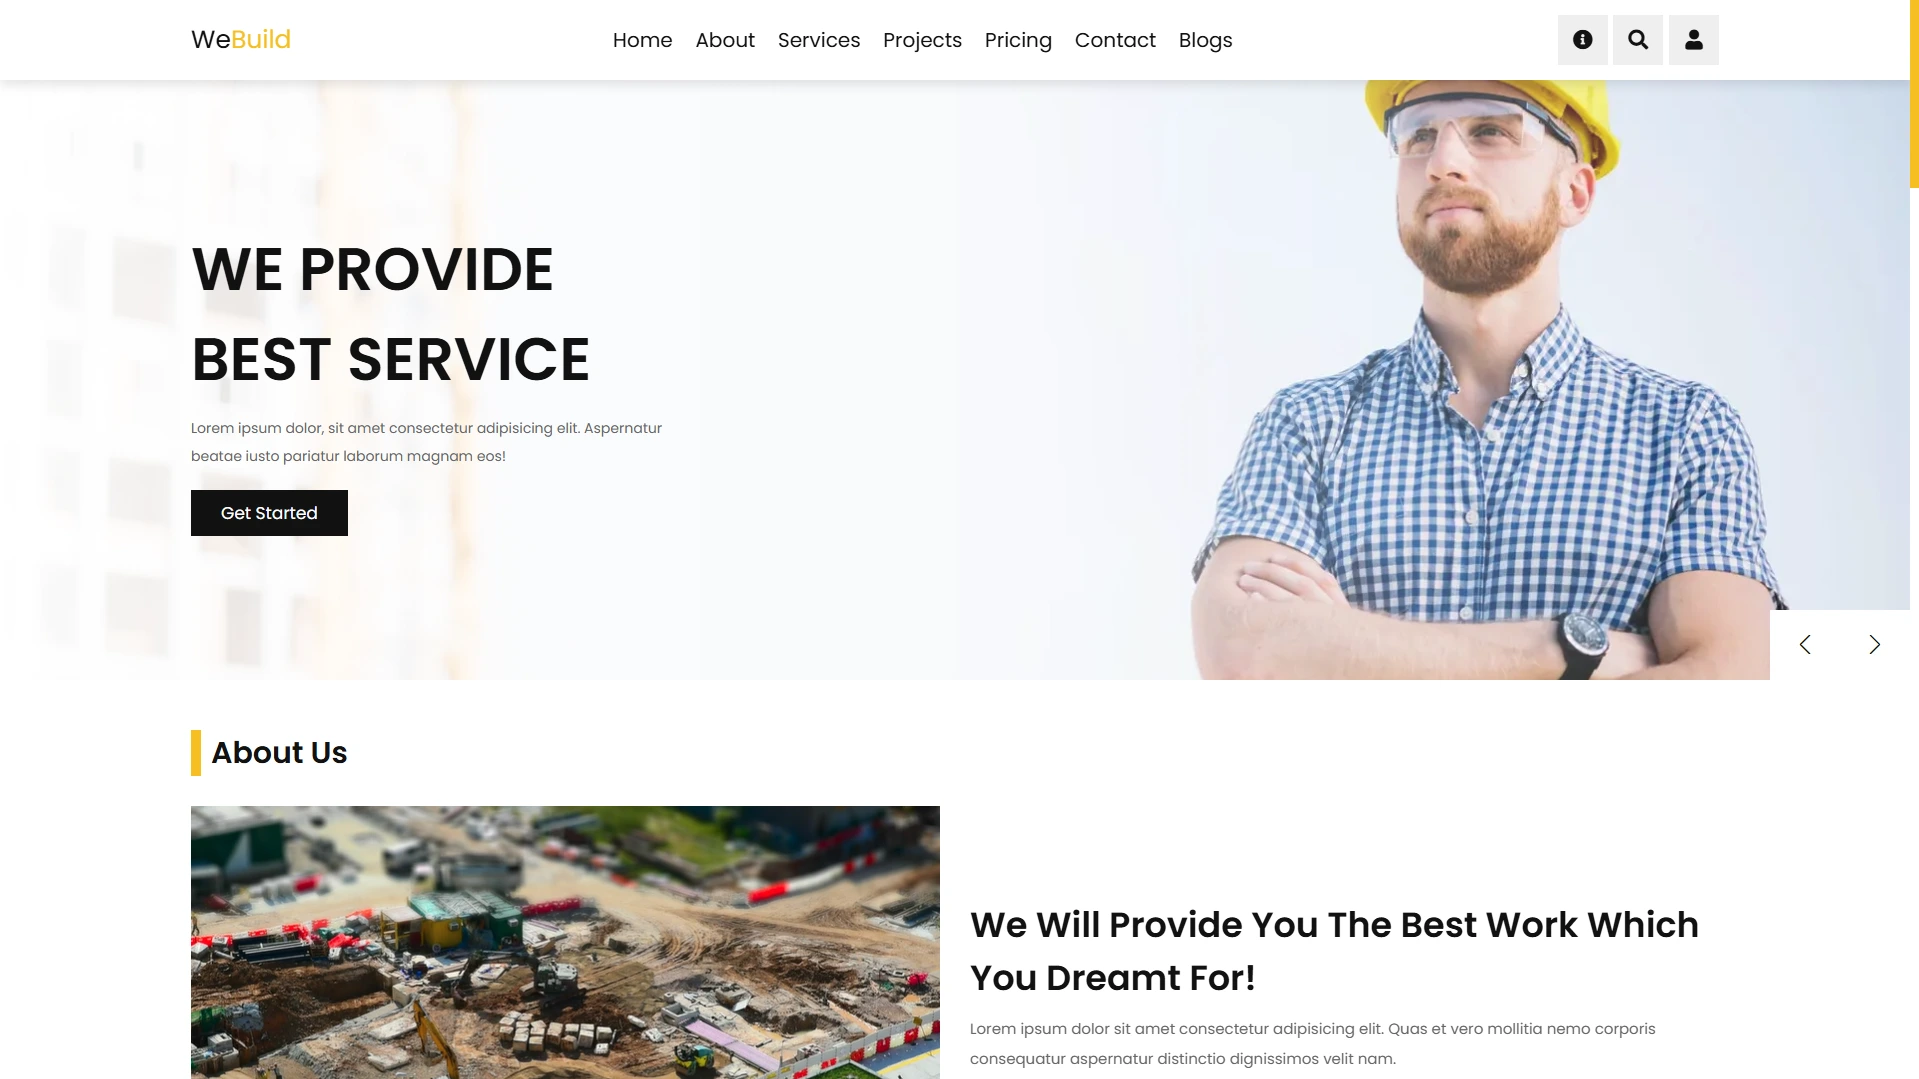 WeBuild
Home About Services Projects Pricing Contact Blogs
WE PROVIDE
BEST SERVICE
Lorem ipsum dolor, sit amet consectetur adipisicing elit. Aspernatur
beatae iusto pariatur laborum magnam eos!
Get Started
About Us
We Will Provide You The Best Work Which
You Dreamt For!
Lorem ipsum dolor sit amet consectetur adipisicing elit. Quas et vero mollitia nemo corporis
consequatur aspernatur distinctio dignissimos velit nam.